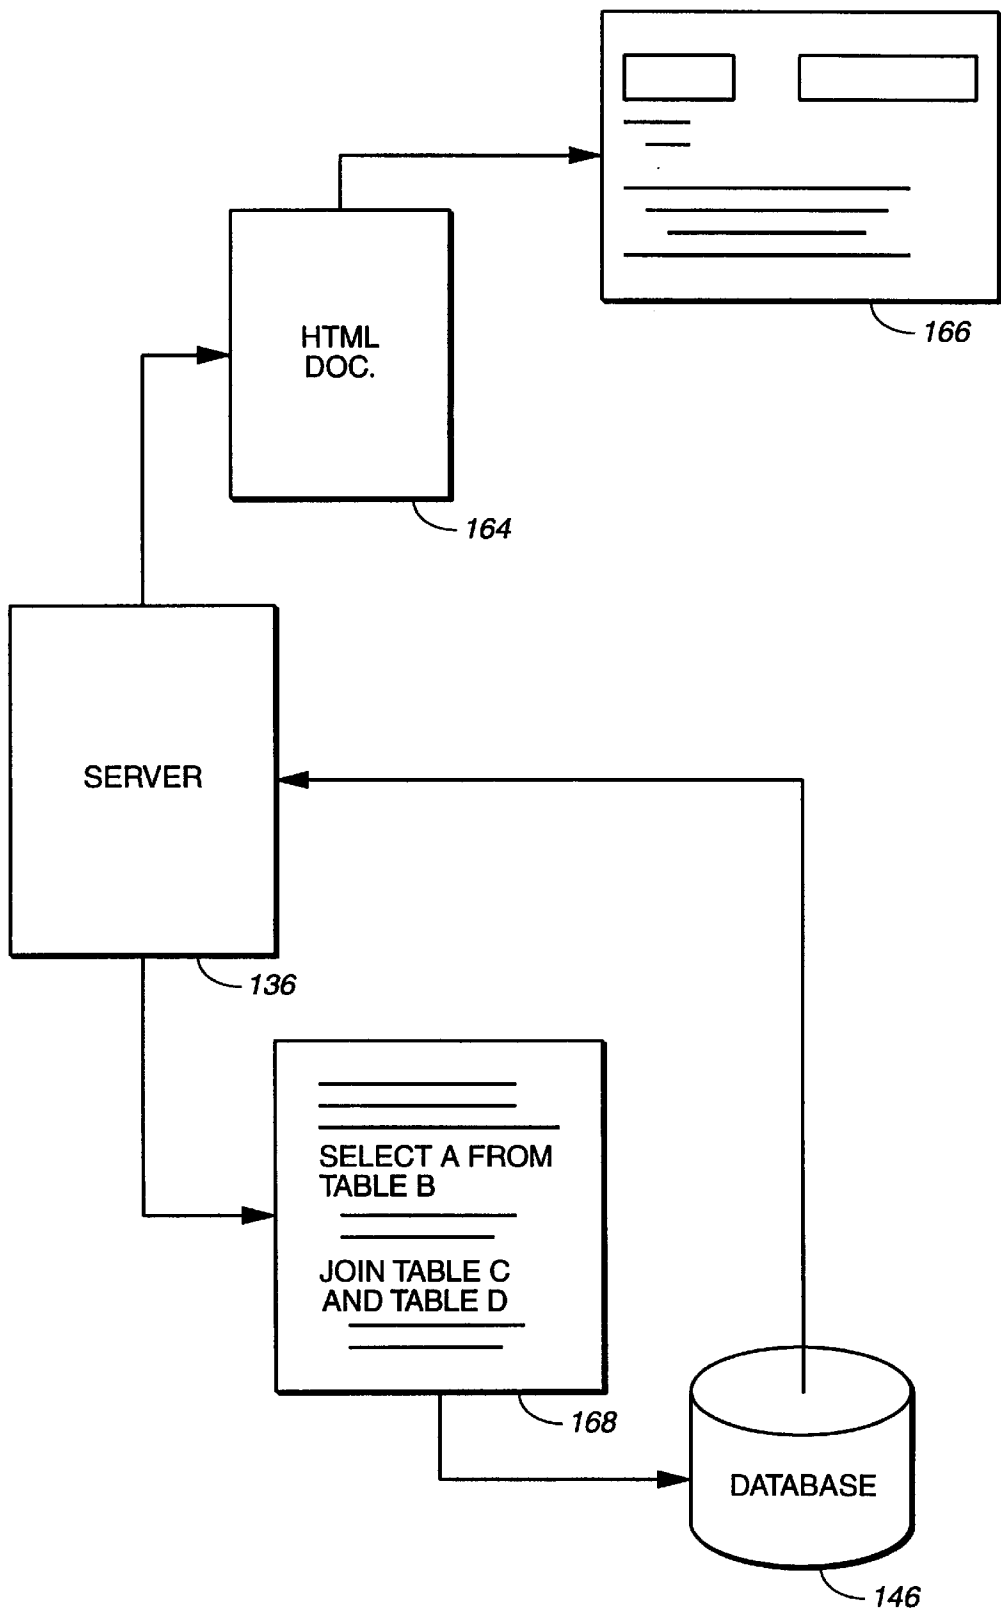 166
HTML
DOC.
164
SERVER
136
SELECT A FROM
TABLE B
JOIN TABLE C
AND TABLE D
168
DATABASE
146